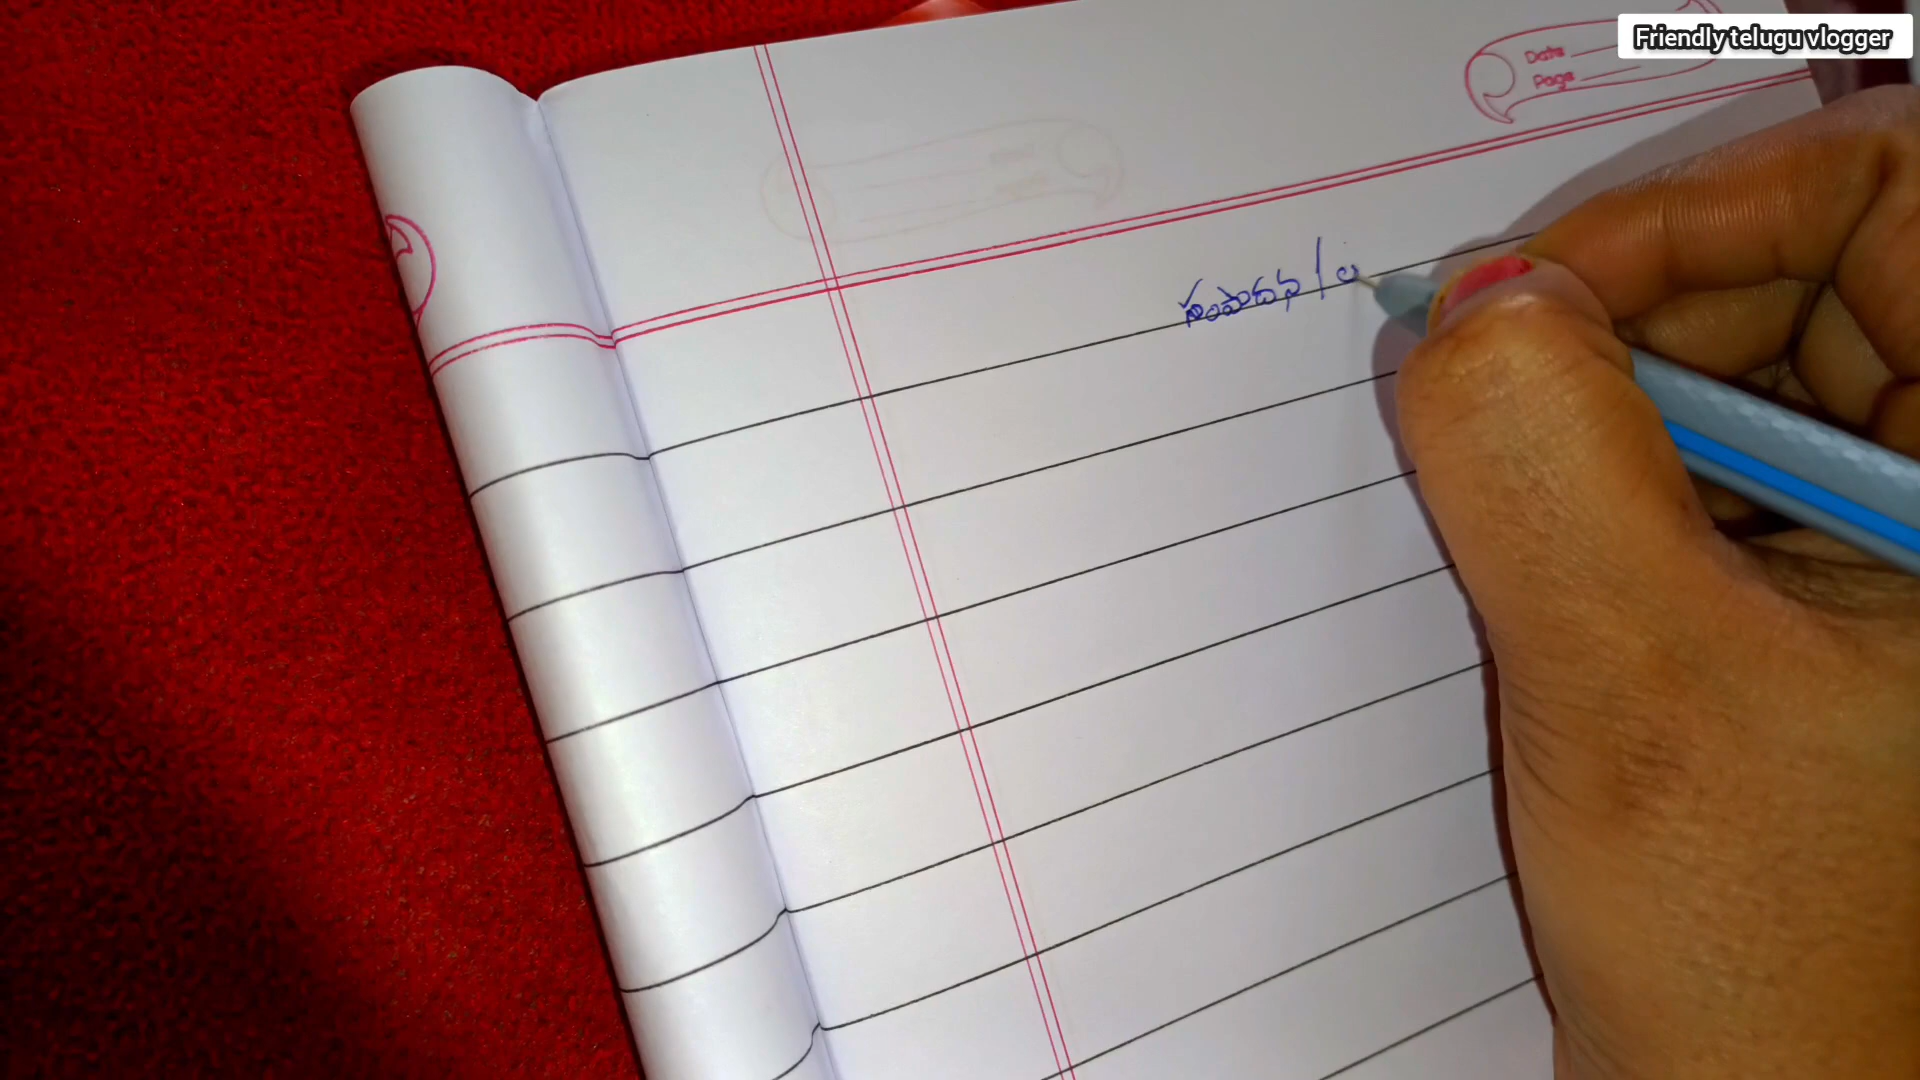 Friendly telugu vlogger
Date
Page
సంపాదన /